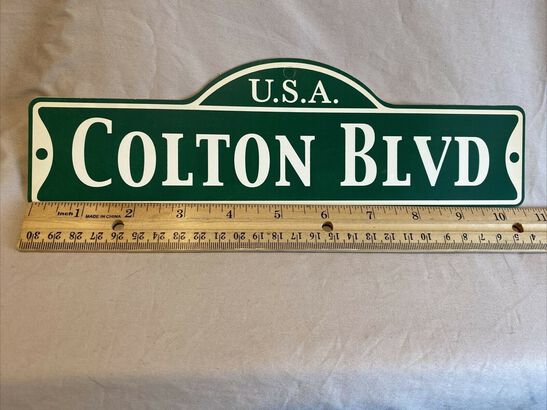 U.S.A.
COLTON BLVD
Inch 1 MADE IN CHINA 2 3 4 5 6 7 8 9 10 11
30 29 28 27 26 25 24 23 22 21 20 19 18 17 16 15 14 13 12 11 10 9 8 7 6 5 4